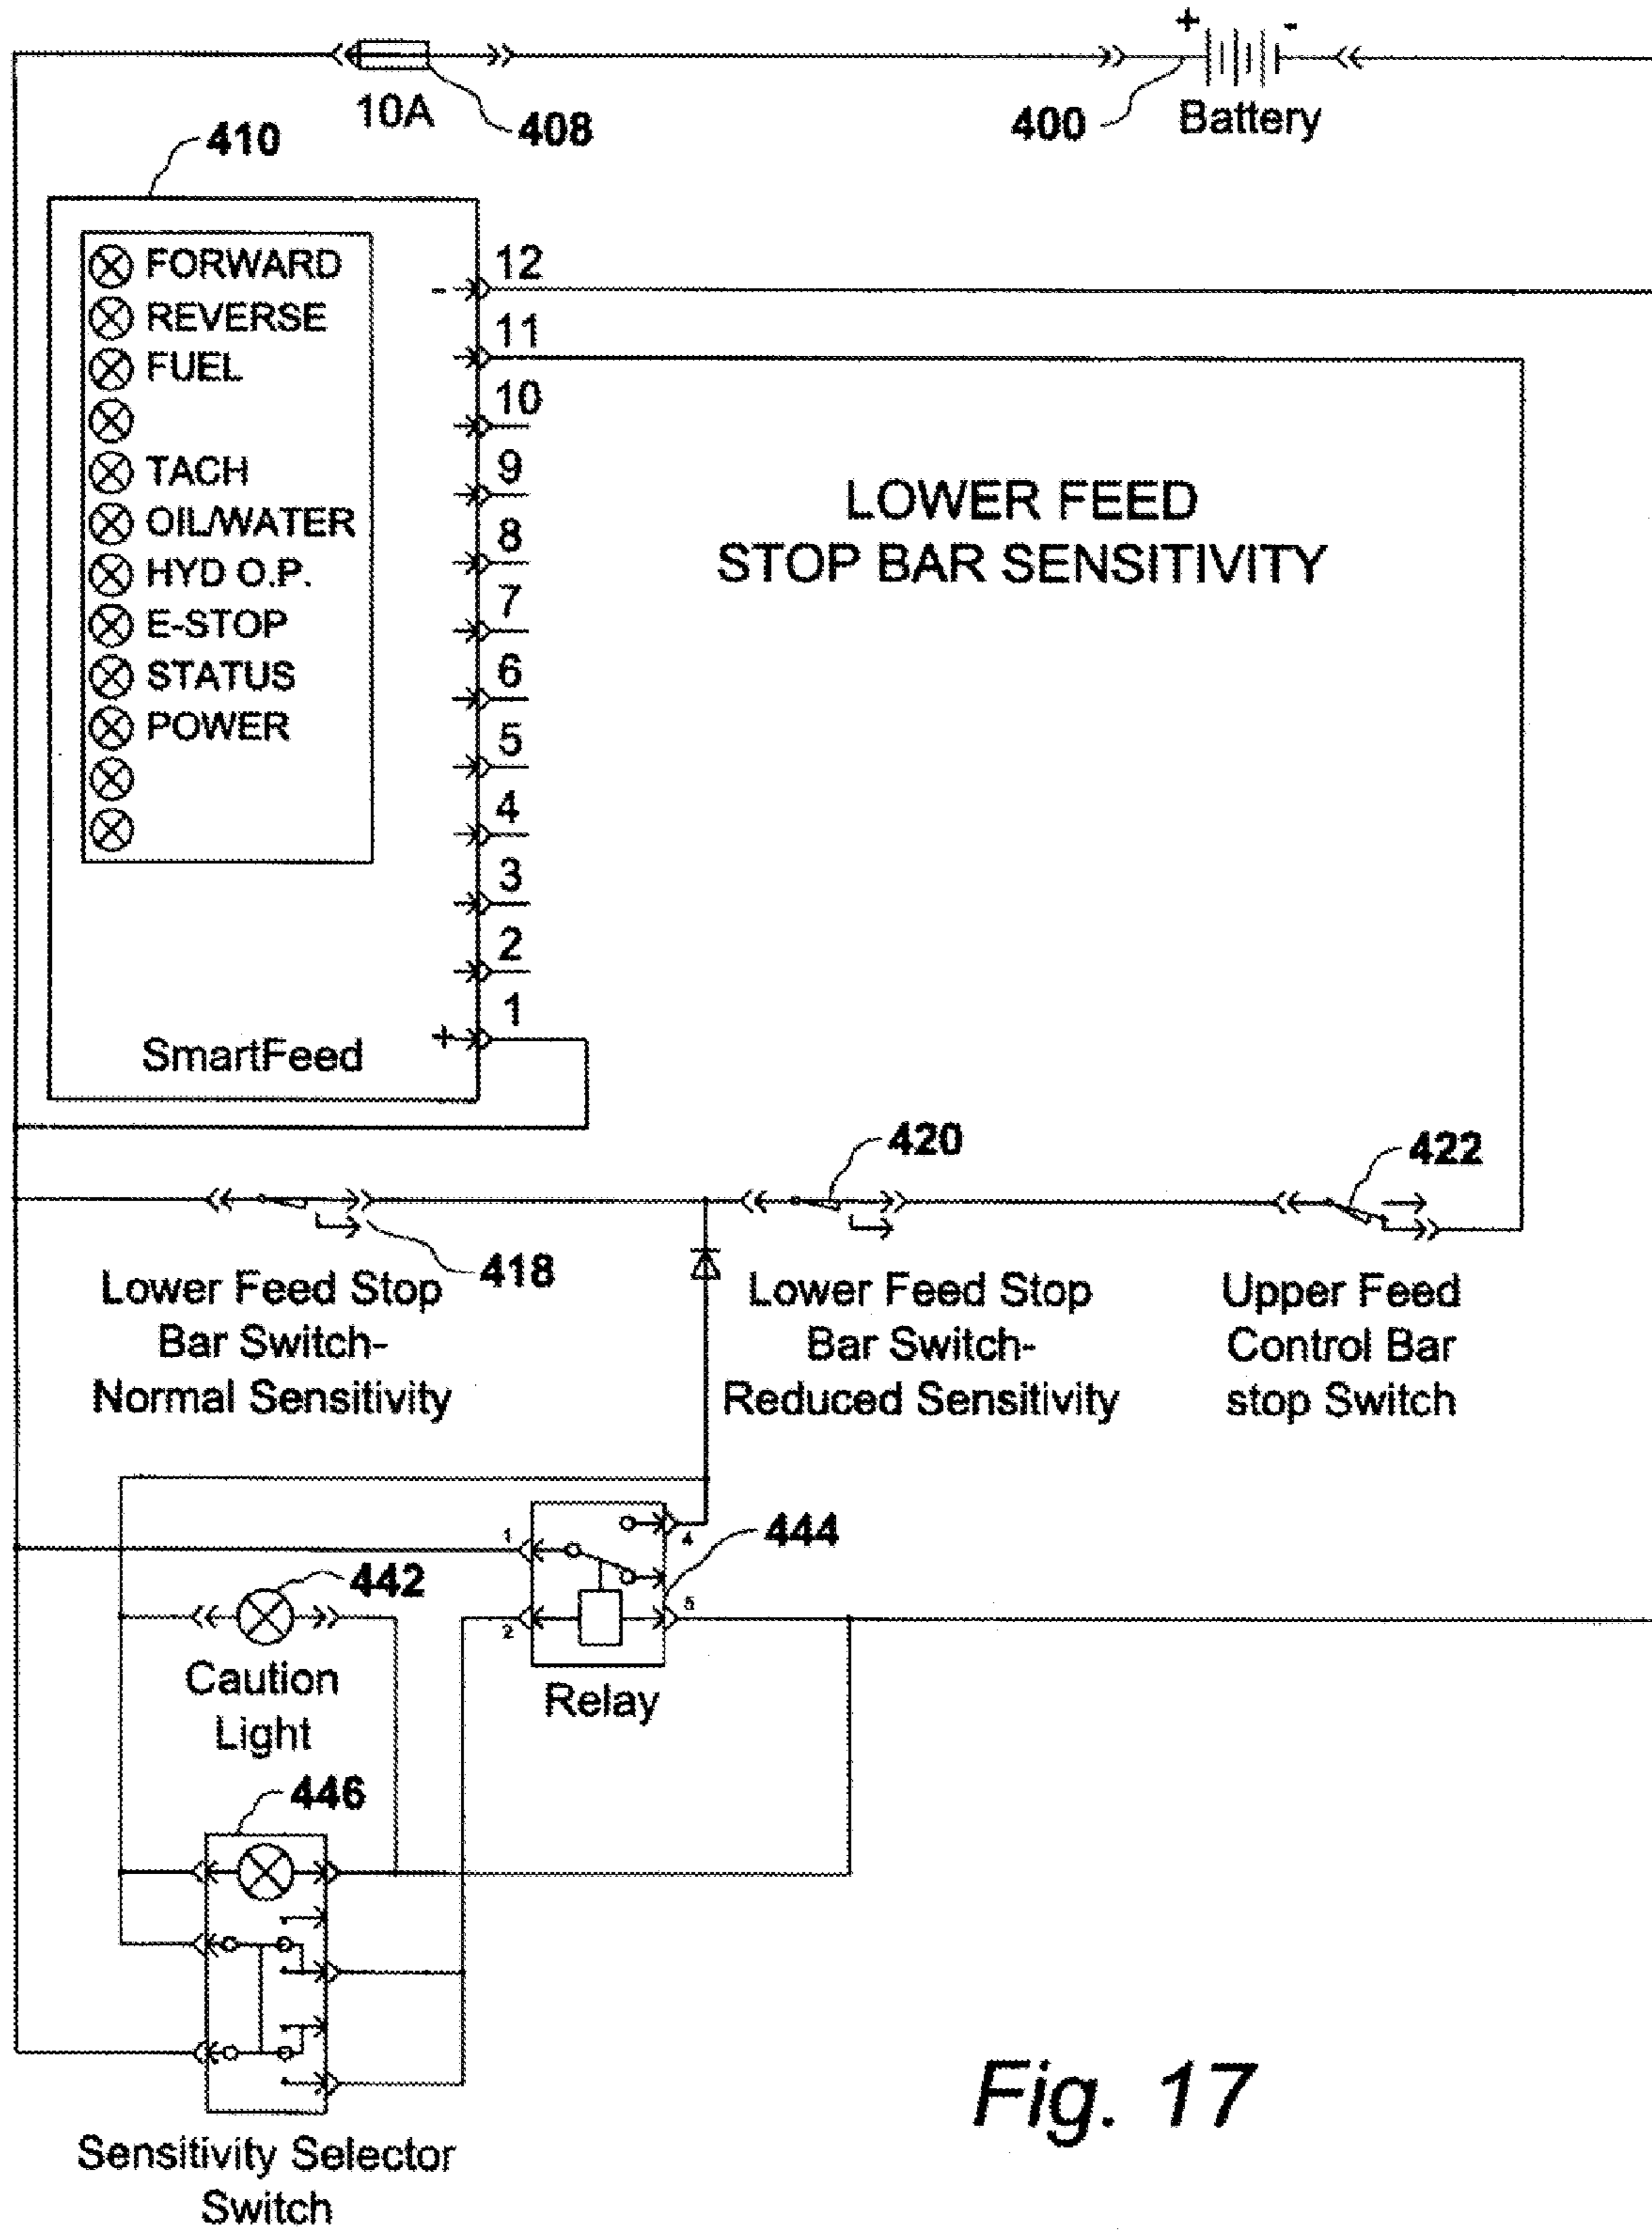 + -
10A
408
400
Battery
410
FORWARD
REVERSE
FUEL
TACH
OIL/WATER
HYD O.P.
E-STOP
STATUS
POWER
-
12
11
10
9
8
7
6
5
4
3
2
1
+
SmartFeed
LOWER FEED
STOP BAR SENSITIVITY
418
Lower Feed Stop
Bar Switch-
Normal Sensitivity
420
Lower Feed Stop
Bar Switch-
Reduced Sensitivity
422
Upper Feed
Control Bar
stop Switch
1
4
444
2
Relay
442
Caution
Light
446
Sensitivity Selector
Switch
Fig. 17